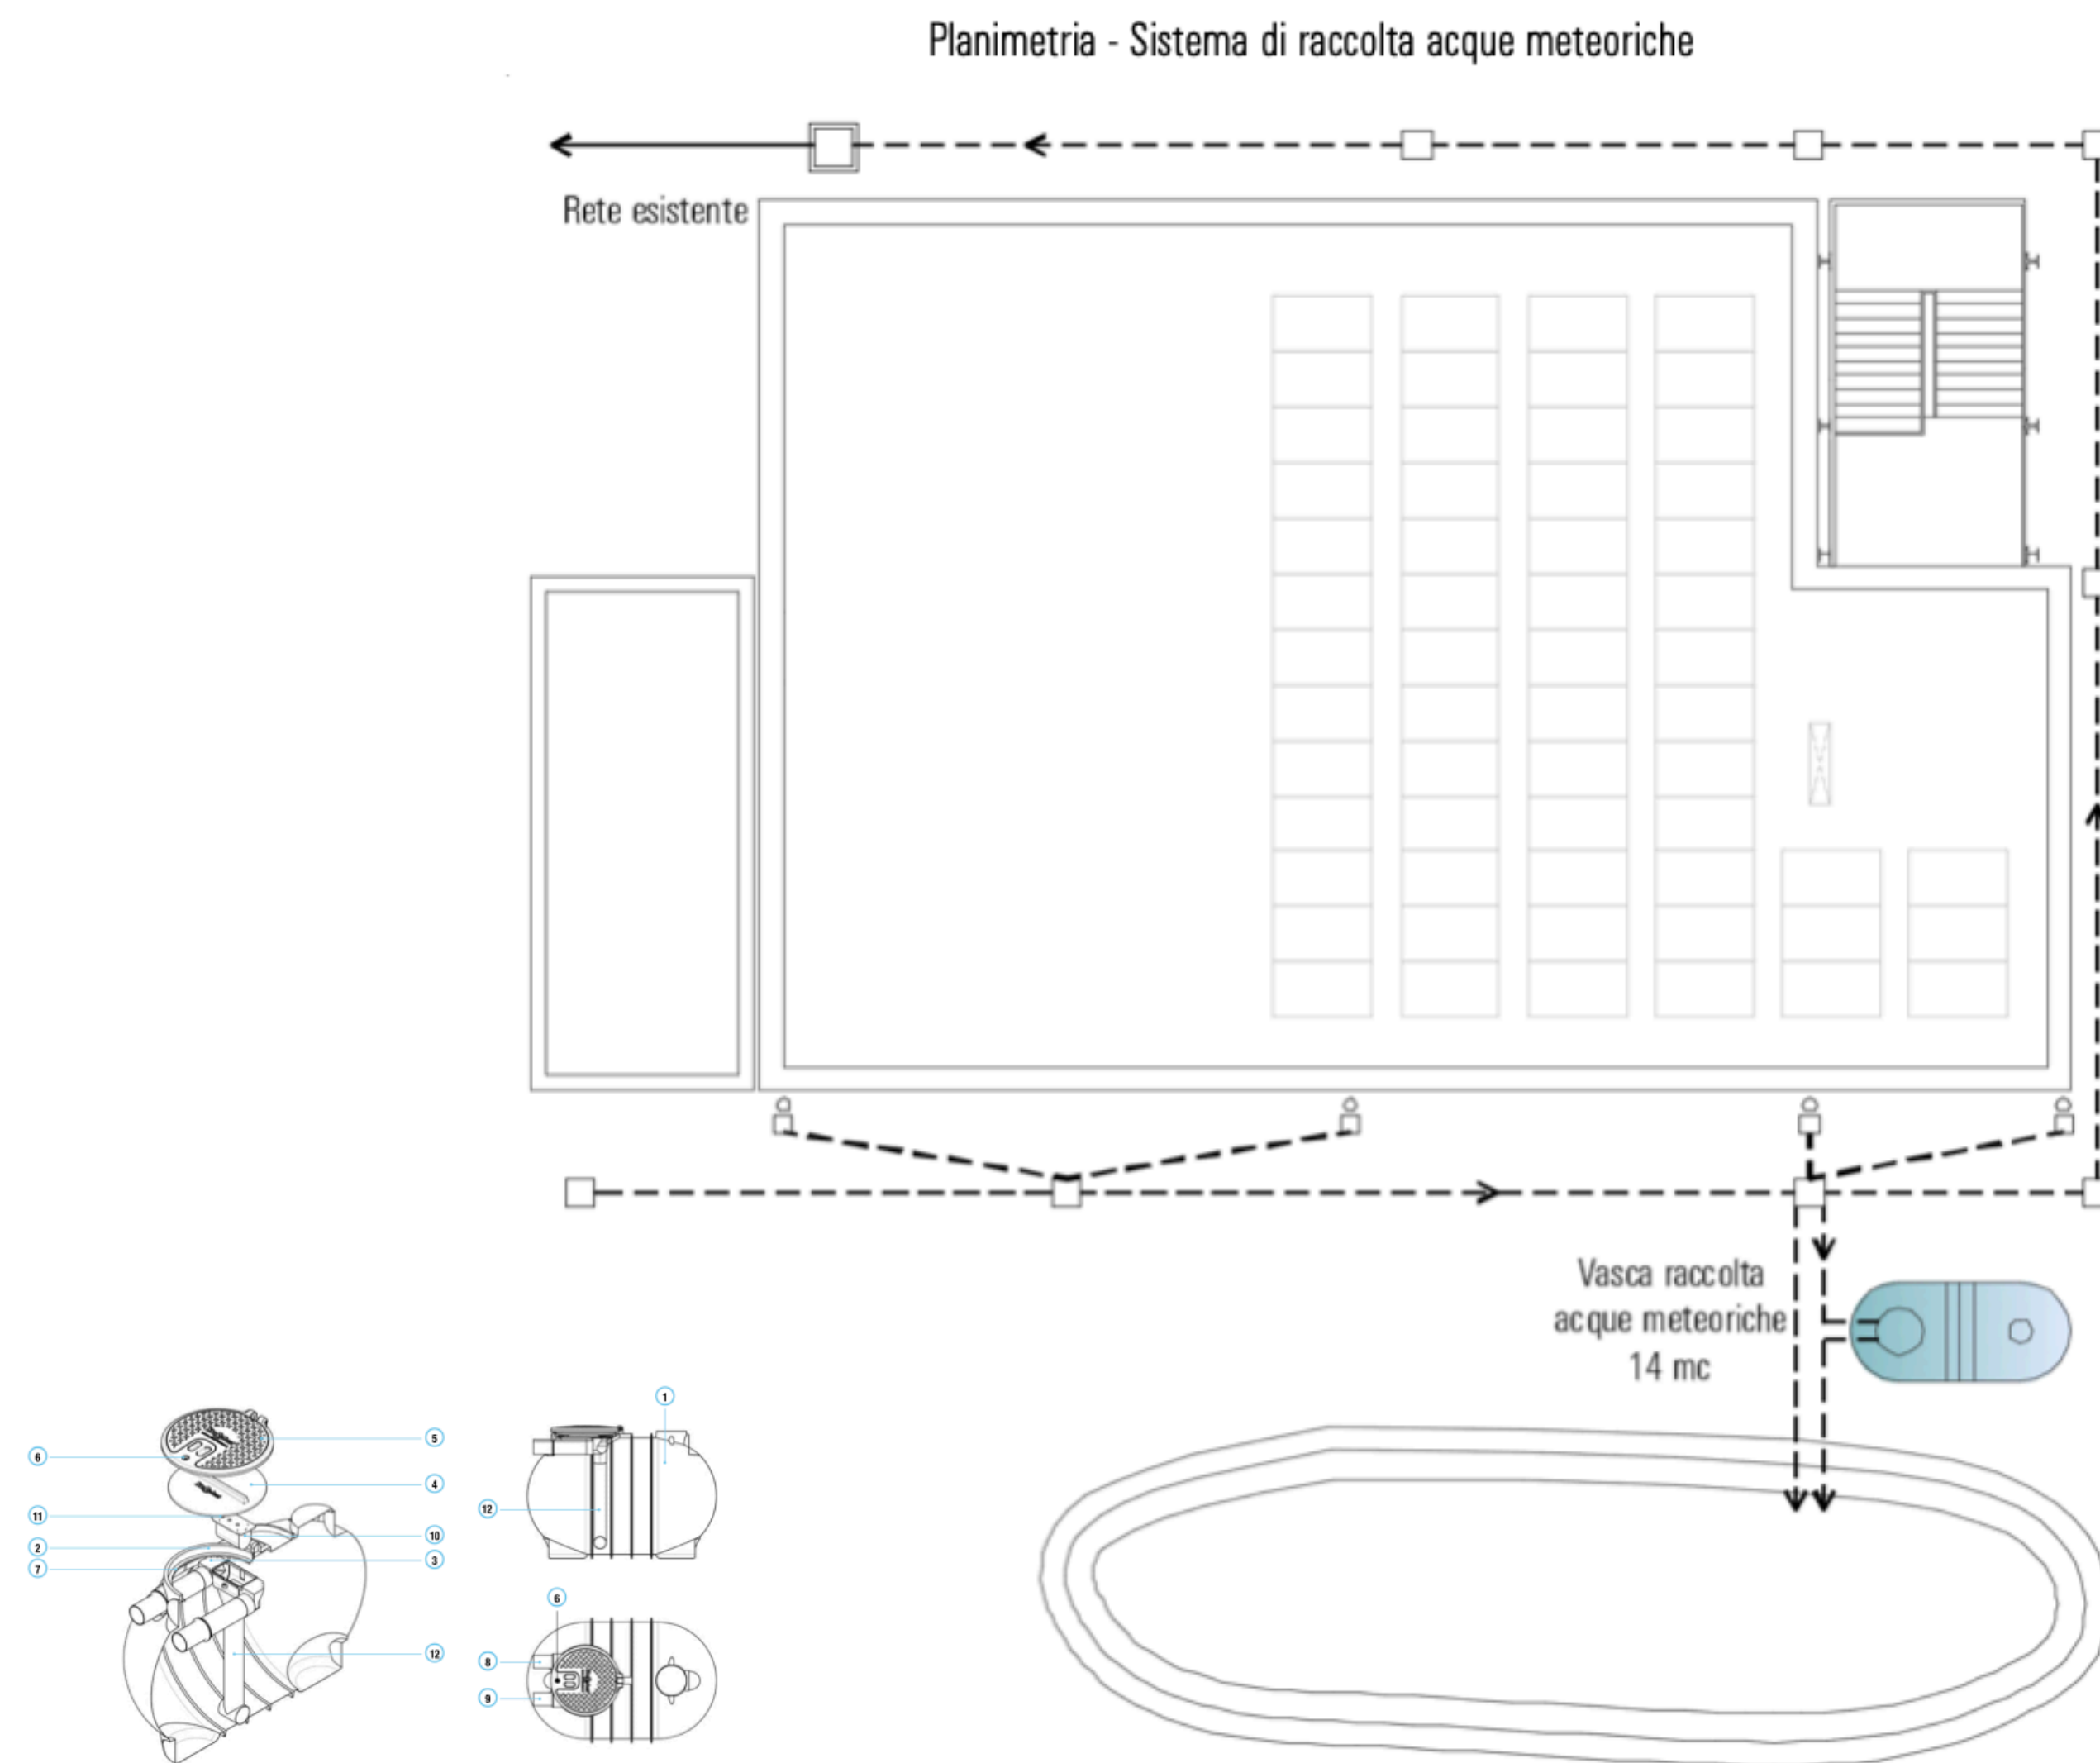 Planimetria - Sistema di raccolta acque meteoriche
Rete esistente
Vasca raccolta
acque meteoriche
14 mc
1
5
6
4
12
11
10
2
3
7
6
12
8
9